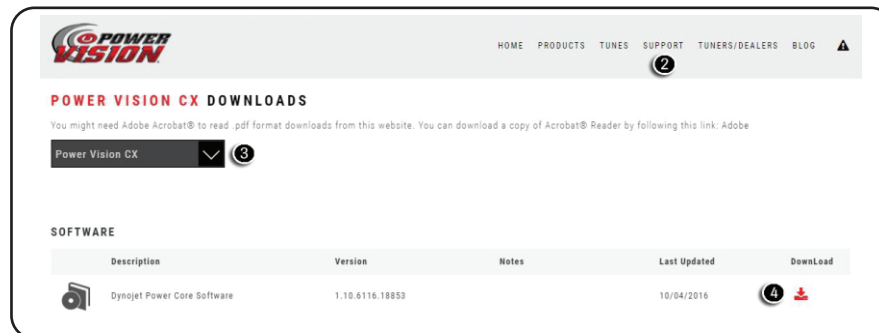 POWER VISION
HOME PRODUCTS TUNES SUPPORT TUNERS/DEALERS BLOG
2
POWER VISION CX DOWNLOADS
You might need Adobe Acrobat® to read .pdf format downloads from this website. You can download a copy of Acrobat® Reader by following this link: Adobe
Power Vision CX 3
SOFTWARE
Description Version Notes Last Updated DownLoad
Dynojet Power Core Software 1.10.6116.18853 10/04/2016 4